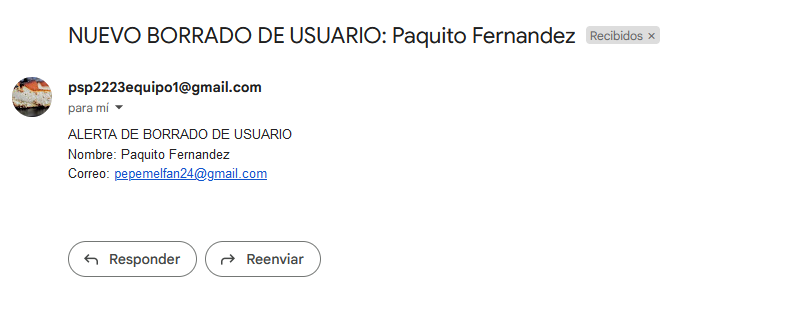 NUEVO BORRADO DE USUARIO: Paquito Fernandez Recibidos ×
psp2223equipo1@gmail.com
para mí
ALERTA DE BORRADO DE USUARIO
Nombre: Paquito Fernandez
Correo: pepemelfan24@gmail.com
Responder Reenviar